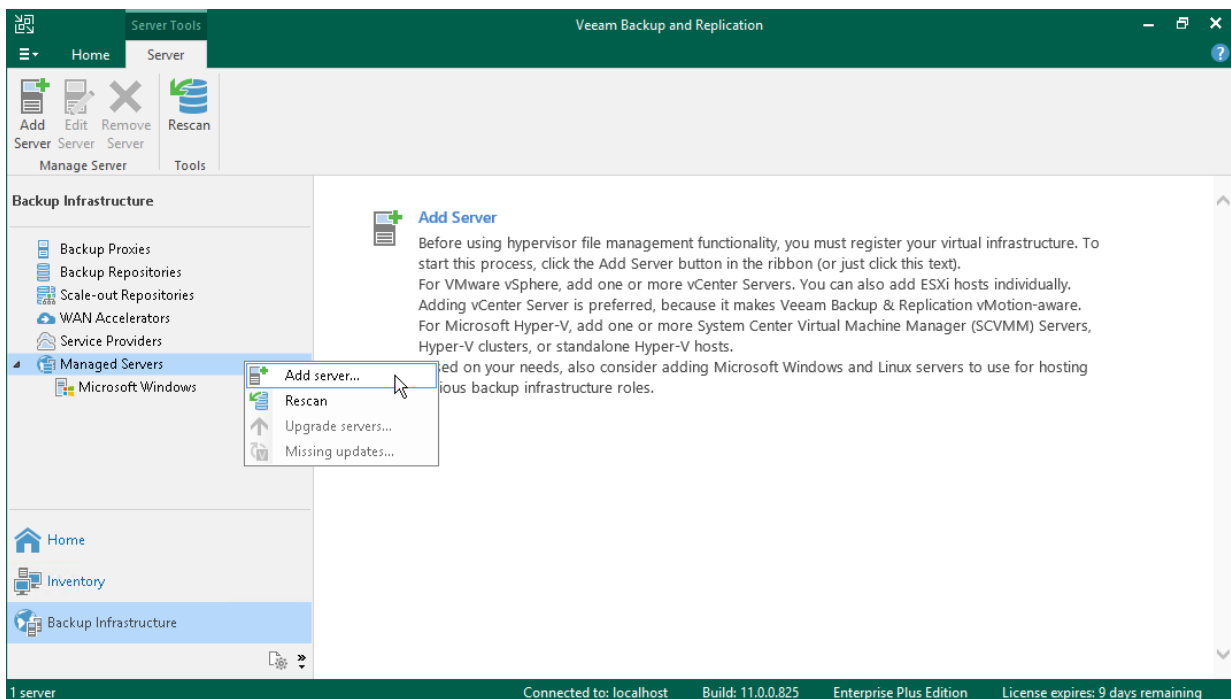 Server Tools
Veeam Backup and Replication
Home
Server
Add Server
Edit Server
Remove Server
Rescan
Manage Server
Tools
Backup Infrastructure
Backup Proxies
Backup Repositories
Scale-out Repositories
WAN Accelerators
Service Providers
Managed Servers
Microsoft Windows
Add server...
Rescan
Upgrade servers...
Missing updates...
Add Server
Before using hypervisor file management functionality, you must register your virtual infrastructure. To
start this process, click the Add Server button in the ribbon (or just click this text).
For VMware vSphere, add one or more vCenter Servers. You can also add ESXi hosts individually.
Adding vCenter Server is preferred, because it makes Veeam Backup & Replication vMotion-aware.
For Microsoft Hyper-V, add one or more System Center Virtual Machine Manager (SCVMM) Servers,
Hyper-V clusters, or standalone Hyper-V hosts.
on your needs, also consider adding Microsoft Windows and Linux servers to use for hosting
backup infrastructure roles.
Home
Inventory
Backup Infrastructure
1 server
Connected to: localhost
Build: 11.0.0.825
Enterprise Plus Edition
License expires: 9 days remaining